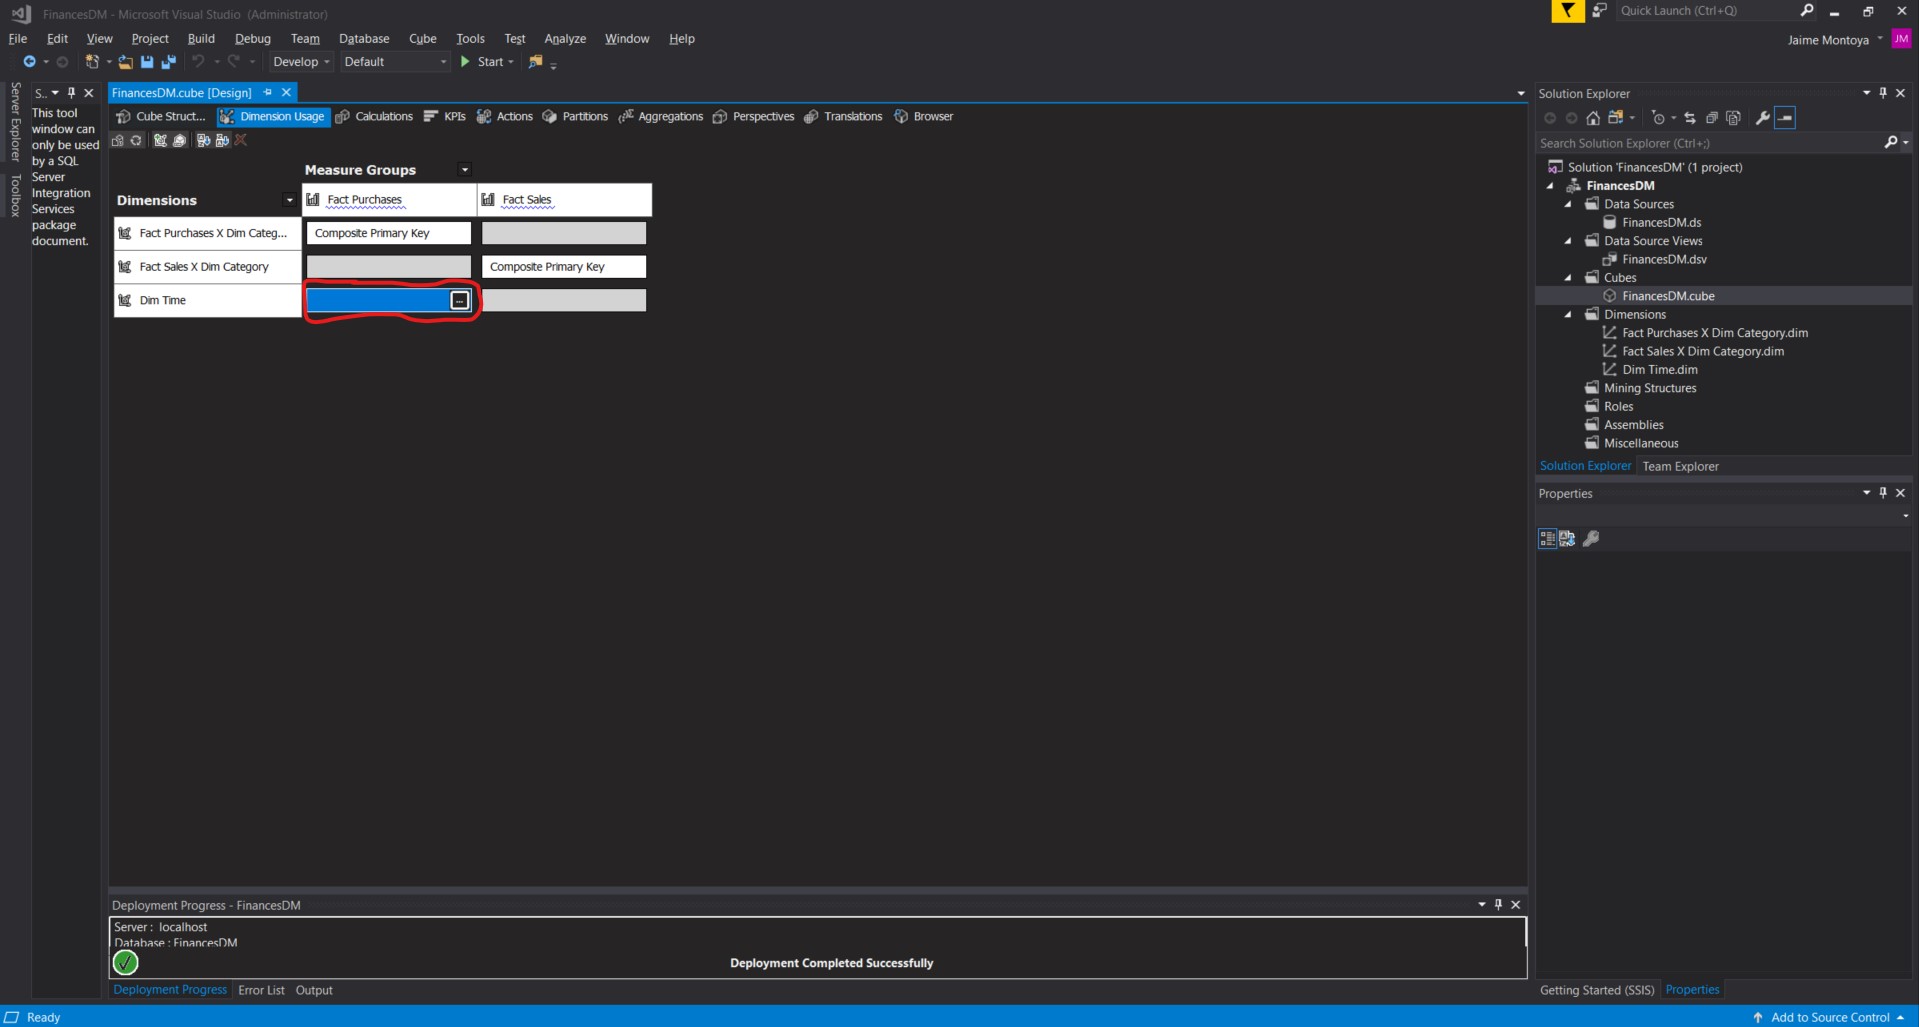 FinancesDM - Microsoft Visual Studio (Administrator)
Quick Launch (Ctrl+Q)
File Edit View Project Build Debug Team Database Cube Tools Test Analyze Window Help
Jaime Montoya JM
Develop Default Start
Server Explorer
Toolbox
S..
This tool
window can
only be used
by a SQL
Server
Integration
Services
package
document.
FinancesDM.cube [Design]
Cube Struct... Dimension Usage Calculations KPIs Actions Partitions Aggregations Perspectives Translations Browser
Measure Groups
Dimensions Fact Purchases Fact Sales
Fact Purchases X Dim Categ... Composite Primary Key
Fact Sales X Dim Category Composite Primary Key
Dim Time ...
Deployment Progress - FinancesDM
Server : localhost
Database : FinancesDM
Deployment Completed Successfully
Deployment Progress Error List Output
Solution Explorer
Search Solution Explorer (Ctrl+;)
Solution 'FinancesDM' (1 project)
FinancesDM
Data Sources
FinancesDM.ds
Data Source Views
FinancesDM.dsv
Cubes
FinancesDM.cube
Dimensions
Fact Purchases X Dim Category.dim
Fact Sales X Dim Category.dim
Dim Time.dim
Mining Structures
Roles
Assemblies
Miscellaneous
Solution Explorer Team Explorer
Properties
Getting Started (SSIS) Properties
Ready
Add to Source Control